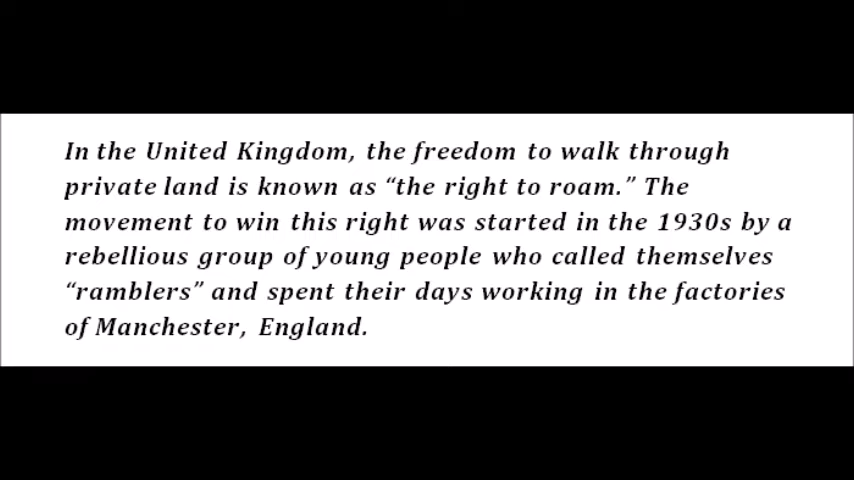 In the United Kingdom, the freedom to walk through
private land is known as “the right to roam.” The
movement to win this right was started in the 1930s by a
rebellious group of young people who called themselves
“ramblers” and spent their days working in the factories
of Manchester, England.